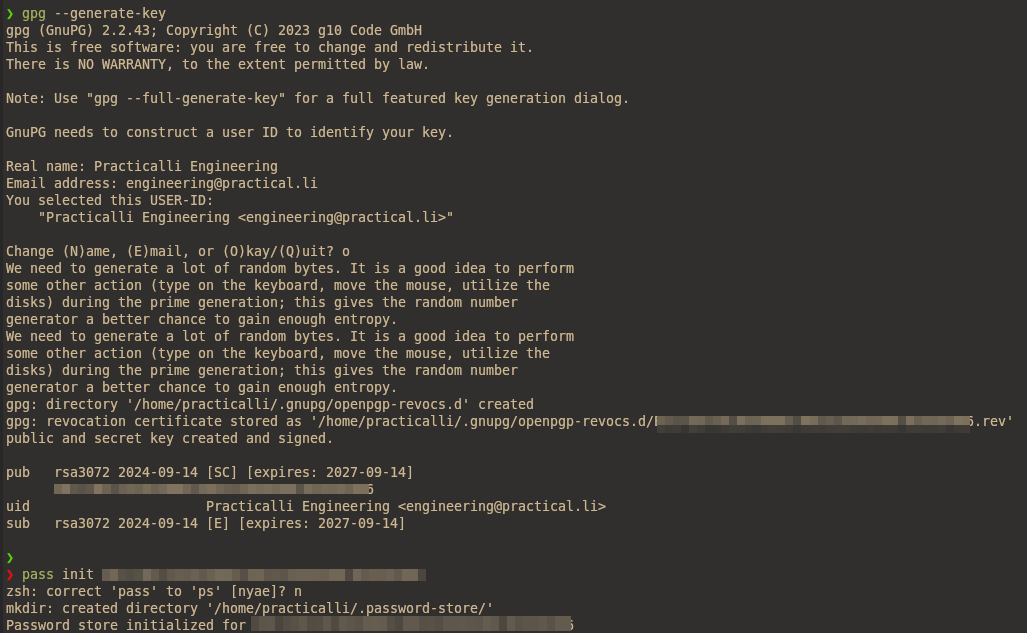 ❯ gpg --generate-key
gpg (GnuPG) 2.2.43; Copyright (C) 2023 g10 Code GmbH
This is free software: you are free to change and redistribute it.
There is NO WARRANTY, to the extent permitted by law.
Note: Use "gpg --full-generate-key" for a full featured key generation dialog.
GnuPG needs to construct a user ID to identify your key.
Real name: Practicalli Engineering
Email address: engineering@practical.li
You selected this USER-ID:
"Practicalli Engineering <engineering@practical.li>"
Change (N)ame, (E)mail, or (O)kay/(Q)uit? o
We need to generate a lot of random bytes. It is a good idea to perform
some other action (type on the keyboard, move the mouse, utilize the
disks) during the prime generation; this gives the random number
generator a better chance to gain enough entropy.
We need to generate a lot of random bytes. It is a good idea to perform
some other action (type on the keyboard, move the mouse, utilize the
disks) during the prime generation; this gives the random number
generator a better chance to gain enough entropy.
gpg: directory '/home/practicalli/.gnupg/openpgp-revocs.d' created
gpg: revocation certificate stored as '/home/practicalli/.gnupg/openpgp-revocs.d/ .rev'
public and secret key created and signed.
pub rsa3072 2024-09-14 [SC] [expires: 2027-09-14]
uid Practicalli Engineering <engineering@practical.li>
sub rsa3072 2024-09-14 [E] [expires: 2027-09-14]
❯
❯ pass init
zsh: correct 'pass' to 'ps' [nyae]? n
mkdir: created directory '/home/practicalli/.password-store/'
Password store initialized for